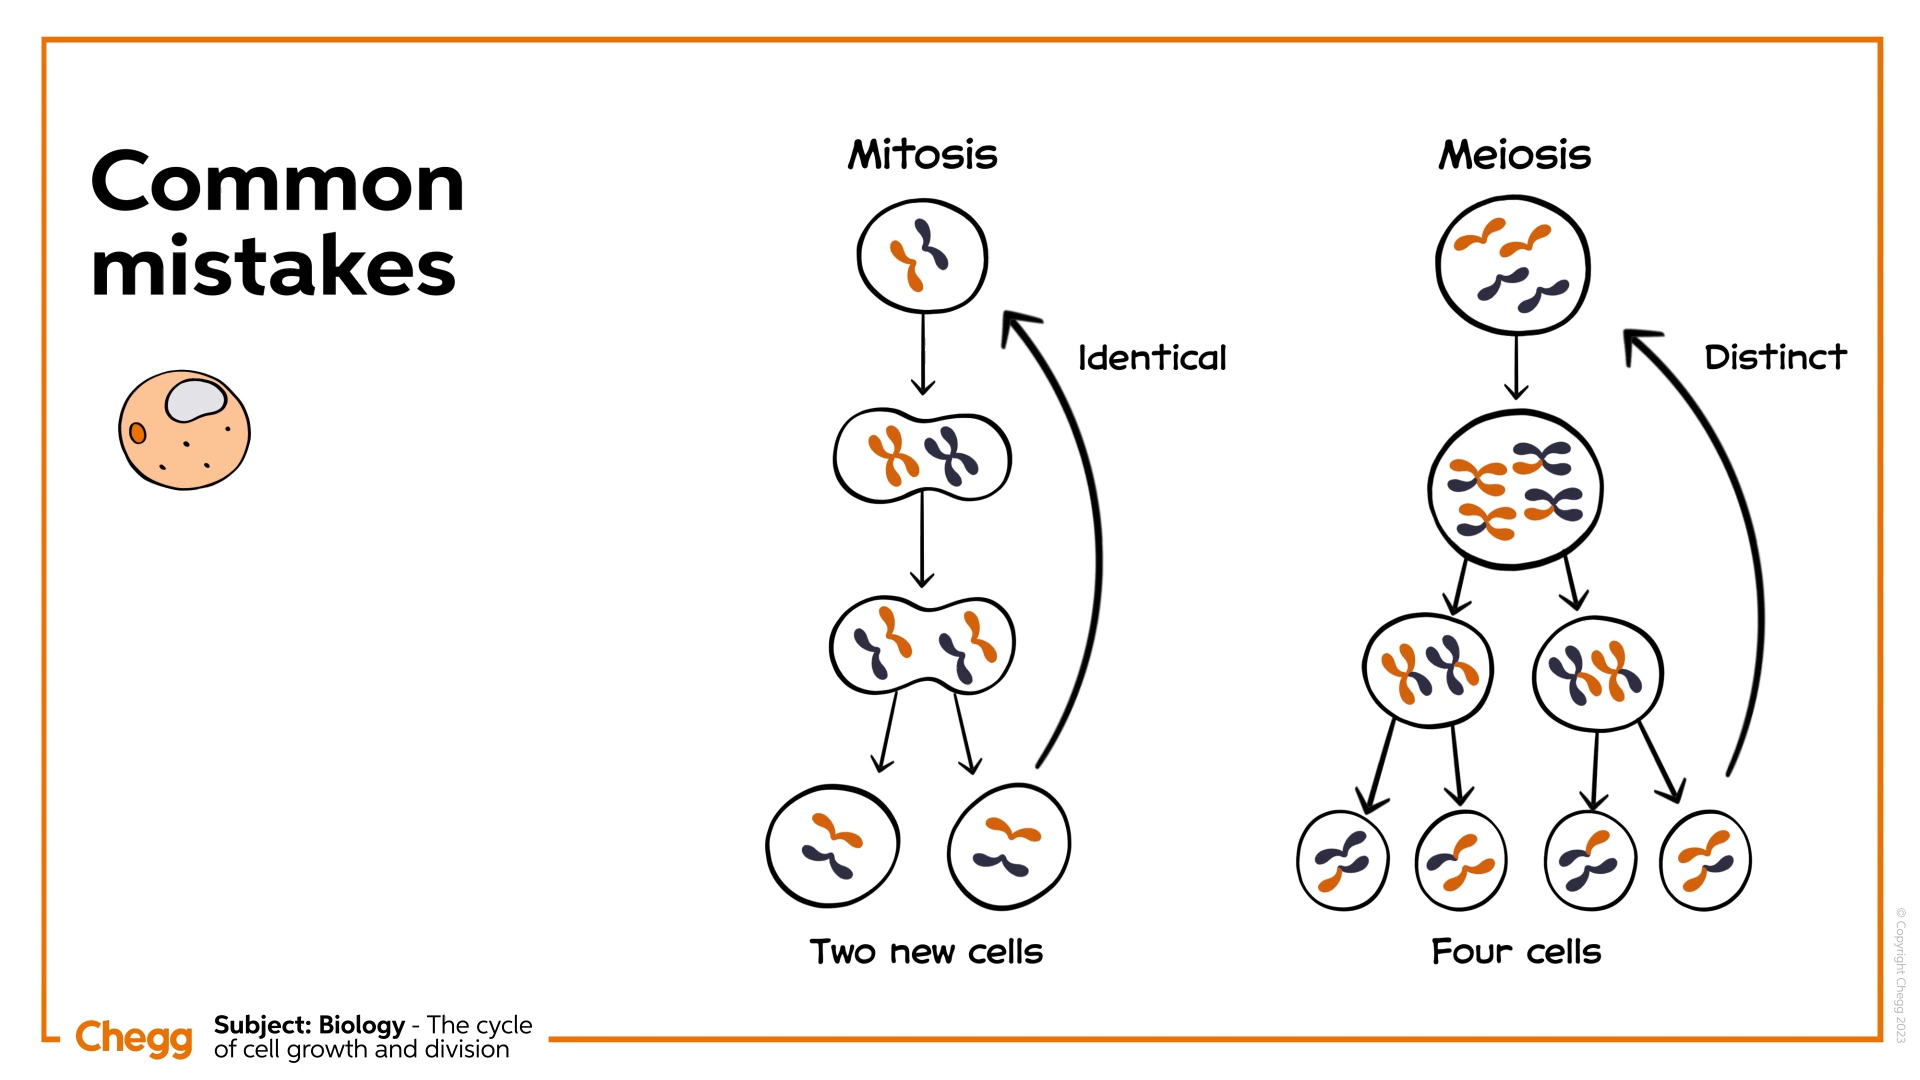 Common
mistakes
Mitosis
Identical
Two new cells
Meiosis
Distinct
Four cells
Chegg
Subject: Biology - The cycle
of cell growth and division
© Copyright Chegg 2023